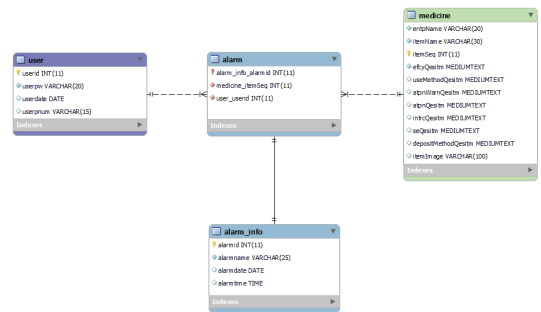 user
userid INT(11)
userpw VARCHAR(20)
userdate DATE
userpnum VARCHAR(15)
Indexes
alarm
alarm_info_alarmid INT(11)
medicine_itemSeq INT(11)
user_userid INT(11)
Indexes
medicine
entpName VARCHAR(20)
itemName VARCHAR(30)
itemSeq INT(11)
efcyQesitm MEDIUMTEXT
useMethodQesitm MEDIUMTEXT
atpnWarnQesitm MEDIUMTEXT
atpnQesitm MEDIUMTEXT
intrcQesitm MEDIUMTEXT
seQesitm MEDIUMTEXT
depositMethodQesitm MEDIUMTEXT
itemImage VARCHAR(100)
Indexes
alarm_info
alarmid INT(11)
alarmname VARCHAR(25)
alarmdate DATE
alarmtime TIME
Indexes